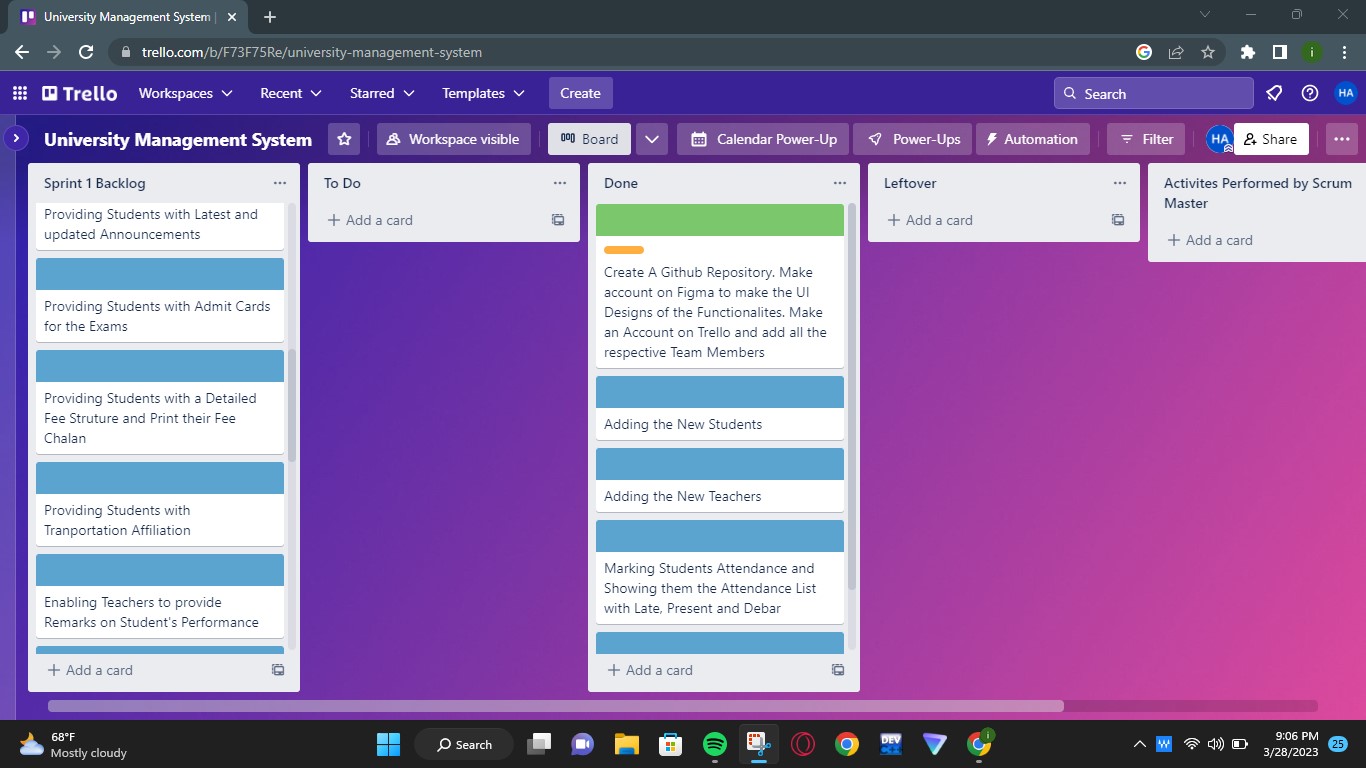 University Management System |
trello.com/b/F73F75Re/university-management-system
i
Trello
Workspaces
Recent
Starred
Templates
Create
Search
HA
University Management System
Workspace visible
Board
Calendar Power-Up
Power-Ups
Automation
Filter
HA
Share
Sprint 1 Backlog
Providing Students with Latest and
updated Announcements
Providing Students with Admit Cards
for the Exams
Providing Students with a Detailed
Fee Struture and Print their Fee
Chalan
Providing Students with
Tranportation Affiliation
Enabling Teachers to provide
Remarks on Student's Performance
+ Add a card
To Do
+ Add a card
Done
Create A Github Repository. Make
account on Figma to make the UI
Designs of the Functionalites. Make
an Account on Trello and add all the
respective Team Members
Adding the New Students
Adding the New Teachers
Marking Students Attendance and
Showing them the Attendance List
with Late, Present and Debar
+ Add a card
Leftover
+ Add a card
Activites Performed by Scrum
Master
+ Add a card
68°F
Mostly cloudy
Search
DEV
i
W
9:06 PM
3/28/2023
25